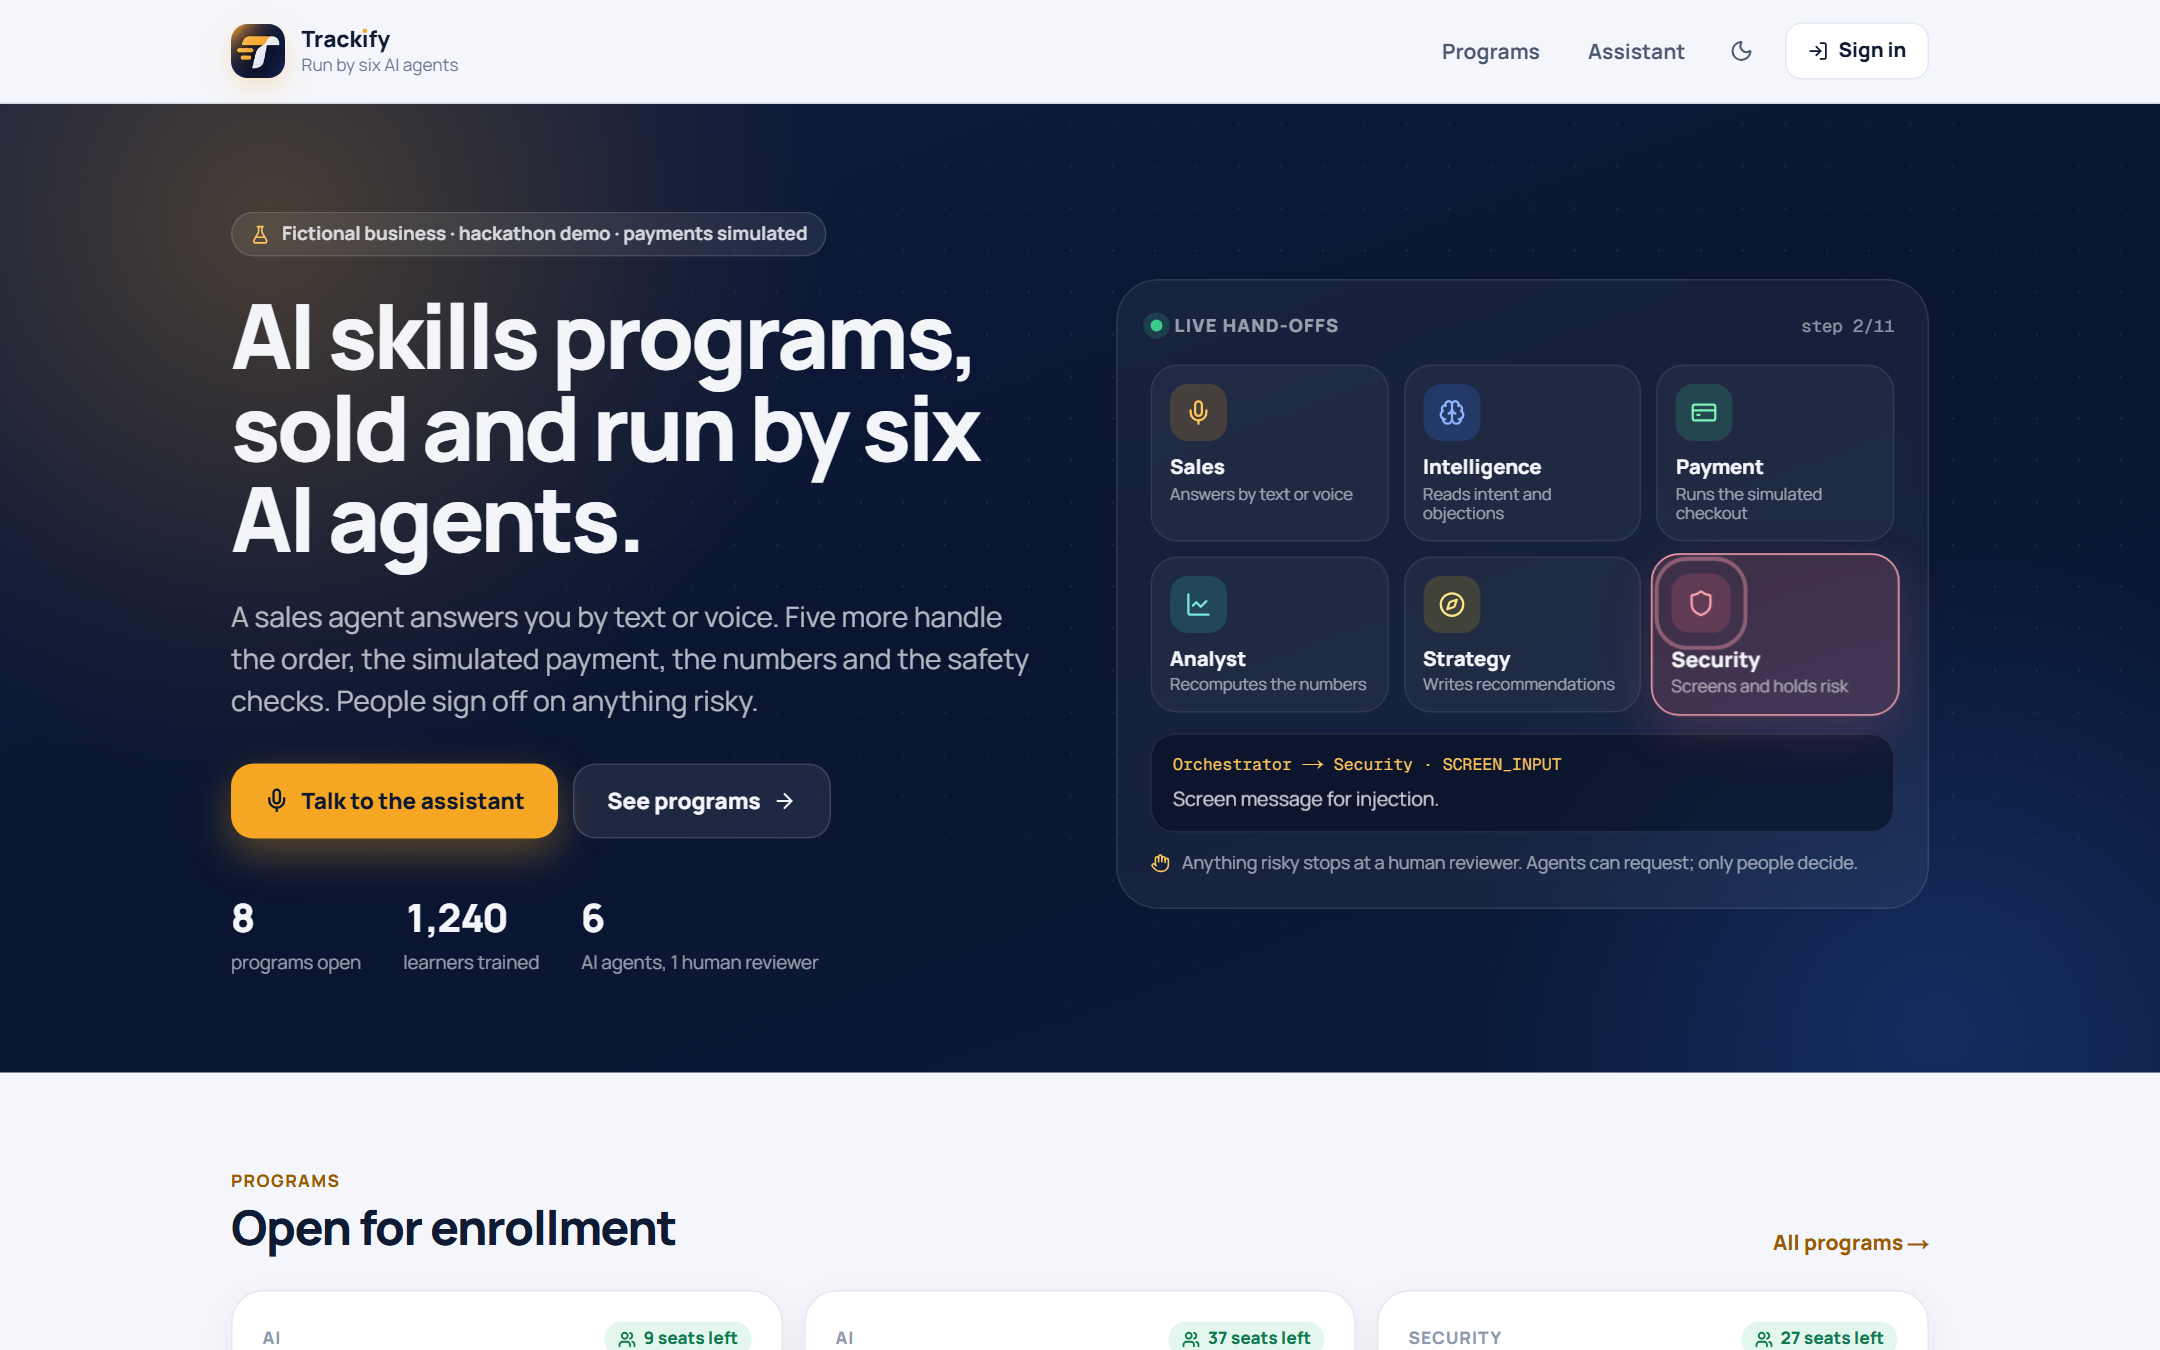 Trackify
Run by six AI agents
Programs
Assistant
Sign in
Fictional business · hackathon demo · payments simulated
AI skills programs,
sold and run by six
AI agents.
A sales agent answers you by text or voice. Five more handle
the order, the simulated payment, the numbers and the safety
checks. People sign off on anything risky.
Talk to the assistant
See programs →
8
programs open
1,240
learners trained
6
AI agents, 1 human reviewer
LIVE HAND-OFFS
step 2/11
Sales
Answers by text or voice
Intelligence
Reads intent and
objections
Payment
Runs the simulated
checkout
Analyst
Recomputes the numbers
Strategy
Writes recommendations
Security
Screens and holds risk
Orchestrator → Security · SCREEN_INPUT
Screen message for injection.
Anything risky stops at a human reviewer. Agents can request; only people decide.
PROGRAMS
Open for enrollment
All programs →
AI
9 seats left
AI
37 seats left
SECURITY
27 seats left